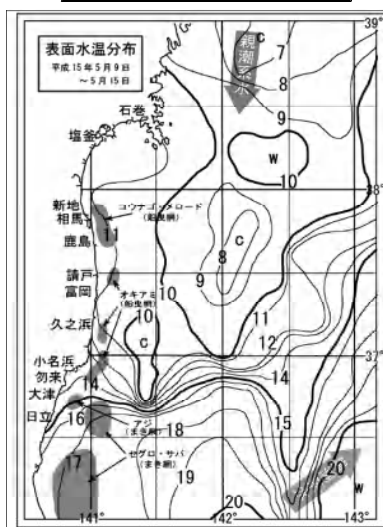 表面水温分布
平成15年5月9日
～5月15日
39°
38°
37°
141°
142°
143°
親潮系水
石巻
塩釜
新地
相馬
鹿島
請戸
富岡
久之浜
小名浜
勿来
大津
日立
コウナゴ・メロード
(船曳網)
オキアミ
(船曳網)
アジ
(まき網)
セグロ・サバ
(まき網)
C
7
8
9
W
10
C
8
9
10
11
10
C
11
12
14
14
15
16
17
18
19
20
20
W